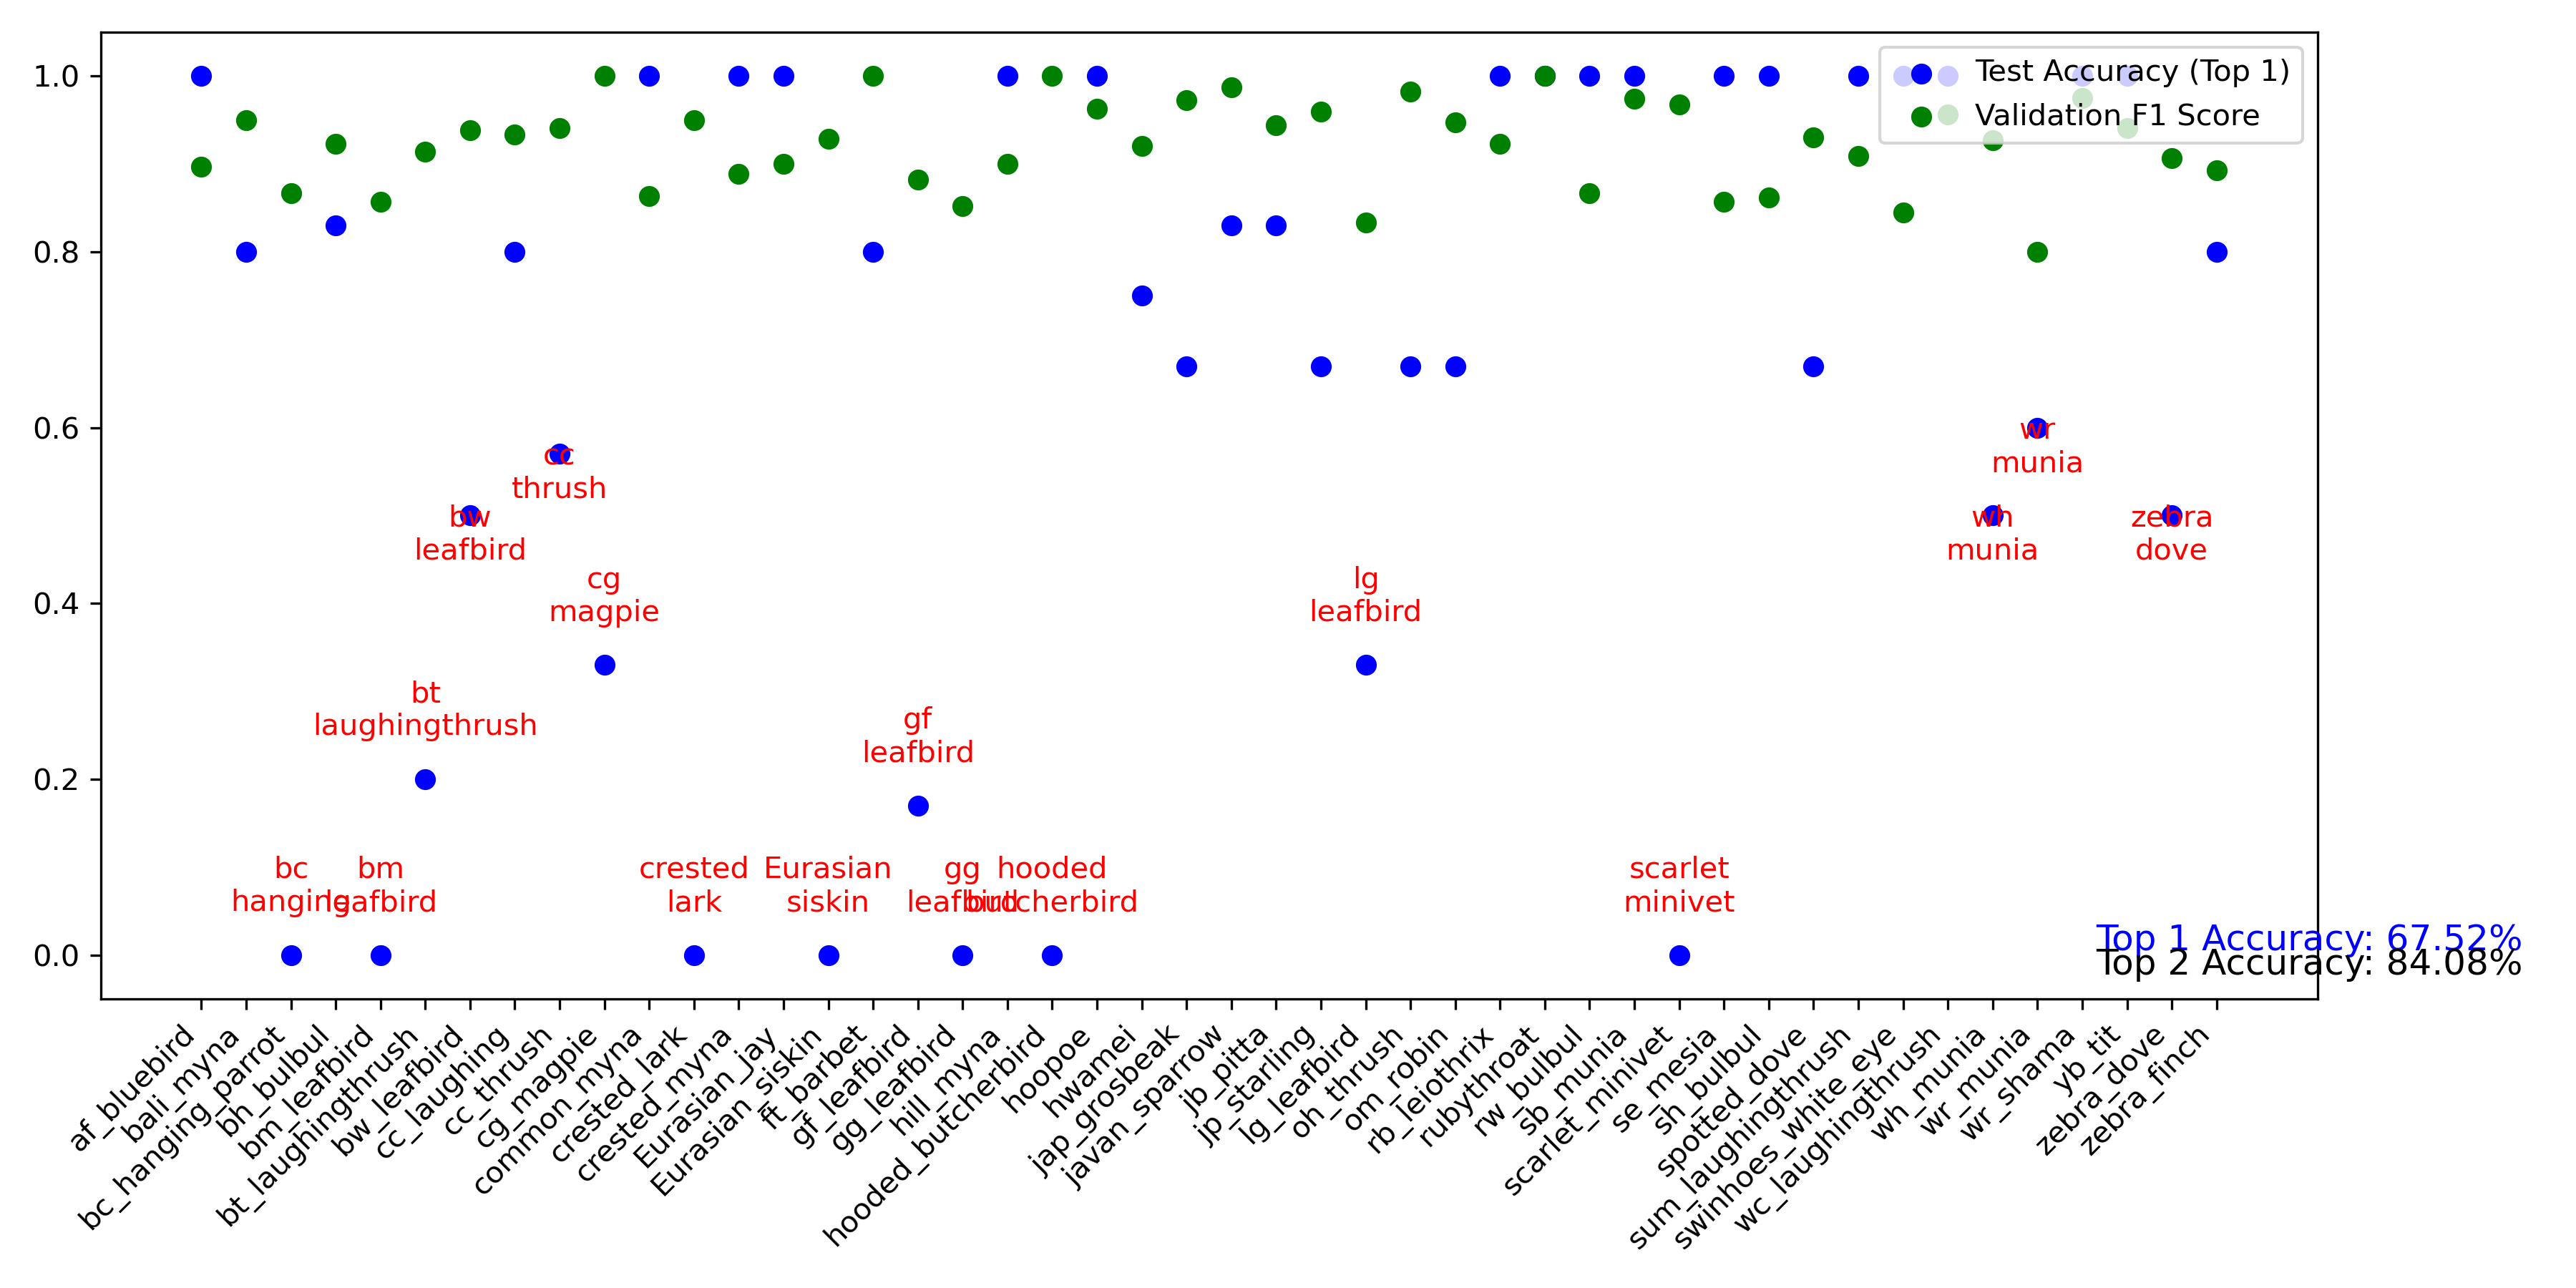 1.0
0.8
0.6
0.4
0.2
0.0
Test Accuracy (Top 1)
Validation F1 Score
wr
munia
cc
thrush
bw
leafbird
wh
munia
zebra
dove
cg
magpie
lg
leafbird
bt
laughingthrush
gf
leafbird
bc
hanging
bm
leafbird
crested
lark
Eurasian
siskin
gg
leafbird
hooded
butcherbird
scarlet
minivet
Top 1 Accuracy: 67.52%
Top 2 Accuracy: 84.08%
af_bluebird
bali_myna
bc_hanging_parrot
bh_bulbul
bm_leafbird
bt_laughingthrush
bw_leafbird
cc_laughing
cc_thrush
cg_magpie
common_myna
crested_lark
crested_myna
Eurasian_jay
Eurasian_siskin
ft_barbet
gf_leafbird
gg_leafbird
hill_myna
hooded_butcherbird
hoopoe
hwamei
jap_grosbeak
javan_sparrow
jb_pitta
jp_starling
lg_leafbird
oh_thrush
om_robin
rb_leiothrix
rubythroat
rw_bulbul
sb_munia
scarlet_minivet
se_mesia
sh_bulbul
spotted_dove
sum_laughingthrush
swinhoes_white_eye
wc_laughingthrush
wh_munia
wr_munia
wr_shama
yb_tit
zebra_dove
zebra_finch